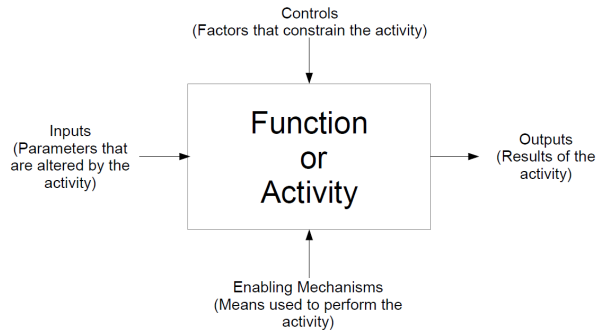 Controls
(Factors that constrain the activity)
Inputs
(Parameters that
are altered by the
activity)
Function
or
Activity
Outputs
(Results of the
activity)
Enabling Mechanisms
(Means used to perform the
activity)